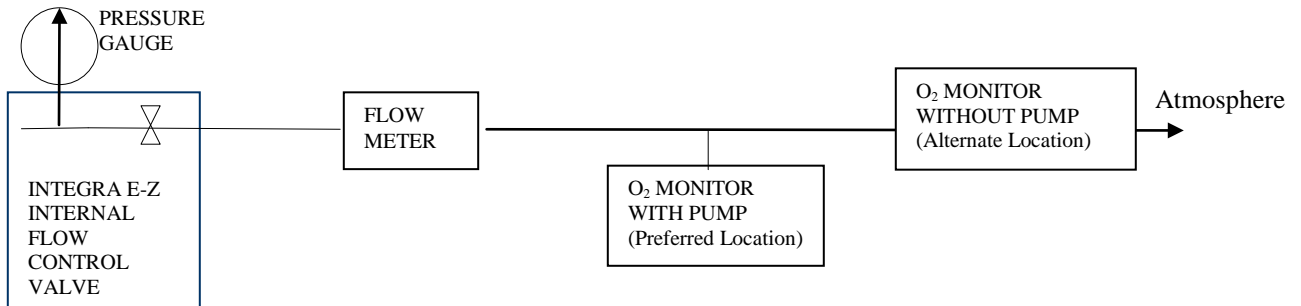 PRESSURE
GAUGE
INTEGRA E-Z
INTERNAL
FLOW
CONTROL
VALVE
FLOW
METER
O₂ MONITOR
WITH PUMP
(Preferred Location)
O₂ MONITOR
WITHOUT PUMP
(Alternate Location)
Atmosphere